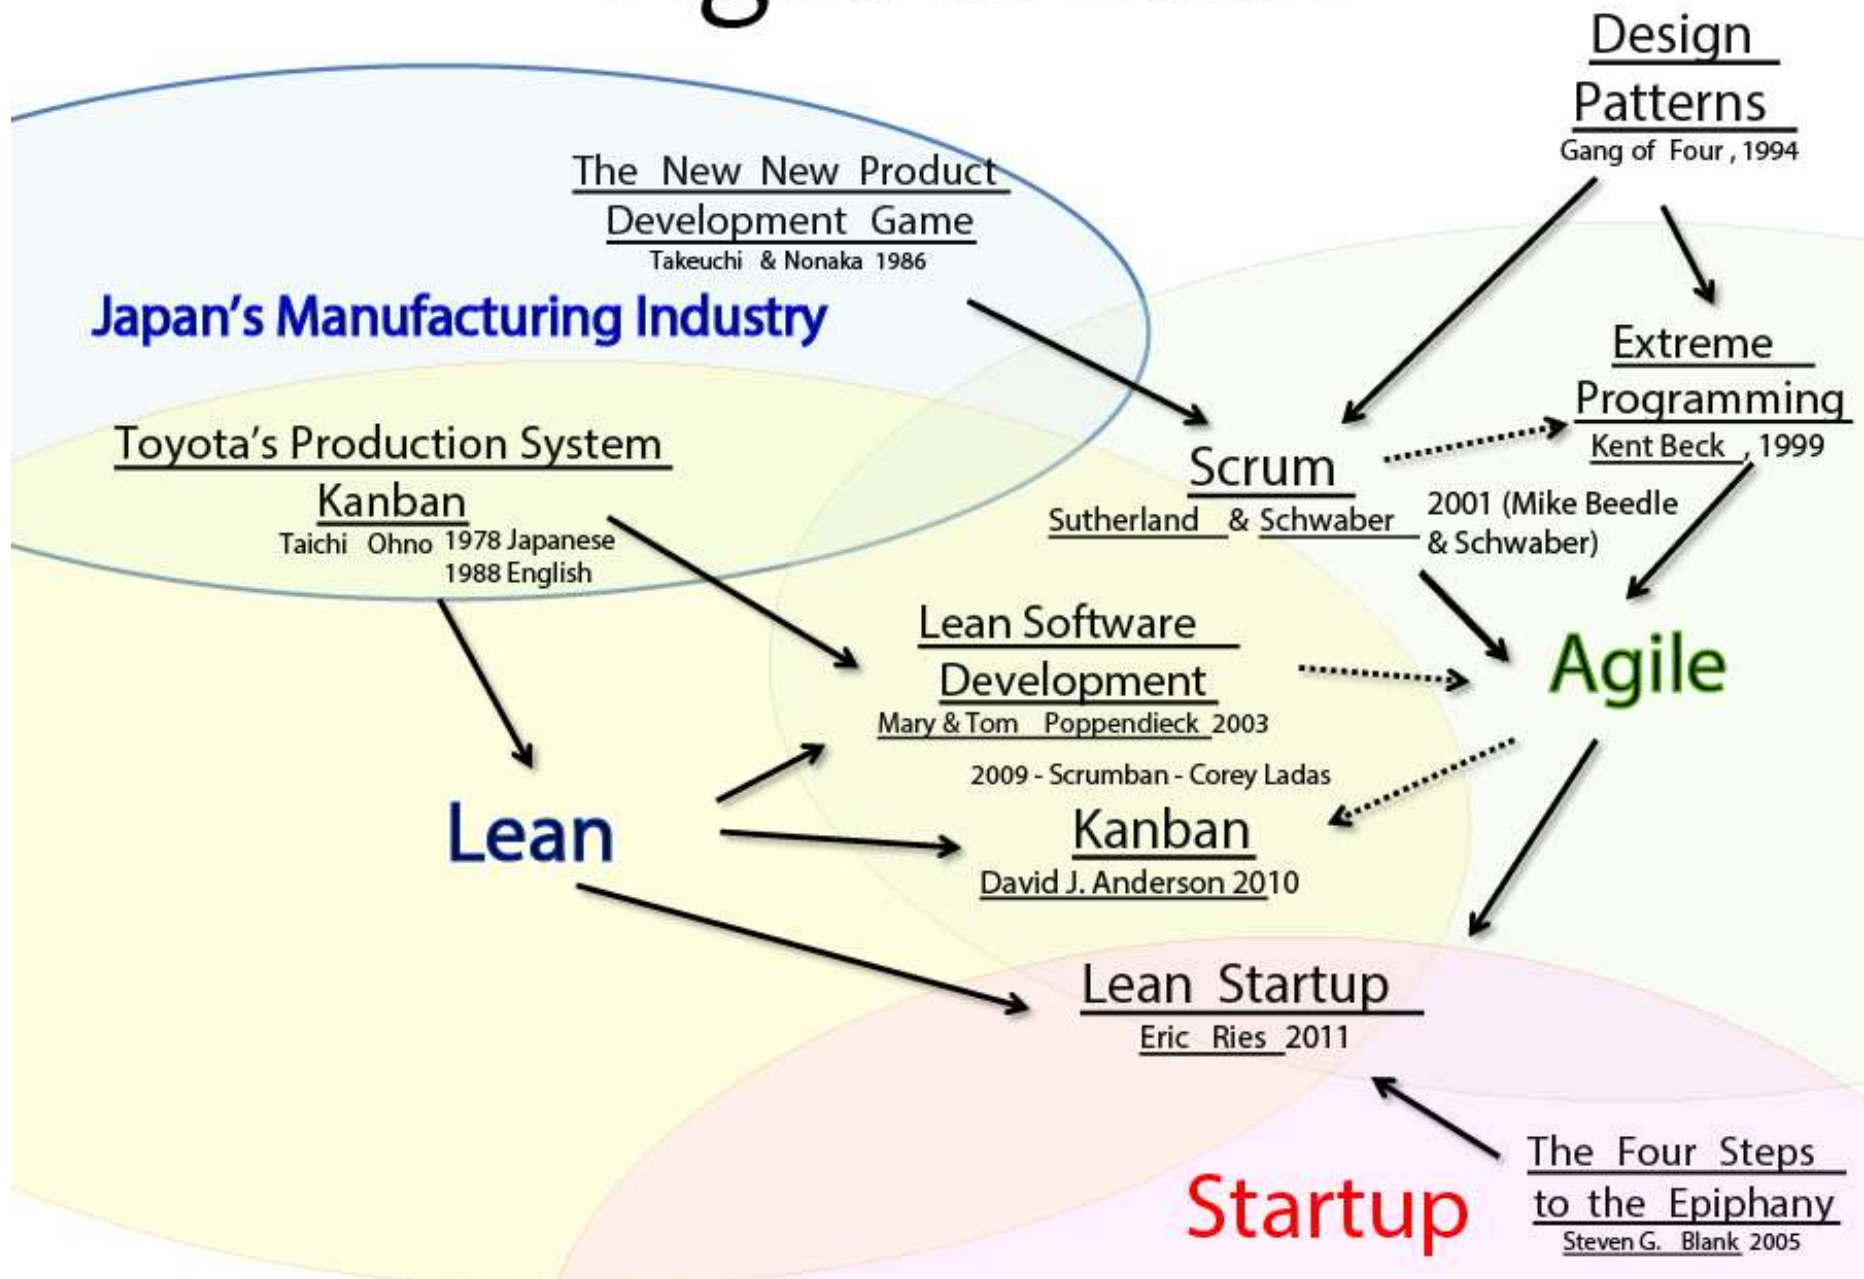 Design
Patterns
Gang of Four , 1994
The New New Product
Development Game
Takeuchi & Nonaka 1986
Japan's Manufacturing Industry
Extreme
Programming
Kent Beck , 1999
Toyota's Production System
Kanban
Taichi Ohno 1978 Japanese
1988 English
Scrum
Sutherland & Schwaber
2001 (Mike Beedle
& Schwaber)
Lean Software
Development
Mary & Tom Poppendieck 2003
Agile
2009 - Scrumban - Corey Ladas
Kanban
David J. Anderson 2010
Lean
Lean Startup
Eric Ries 2011
The Four Steps
to the Epiphany
Steven G. Blank 2005
Startup